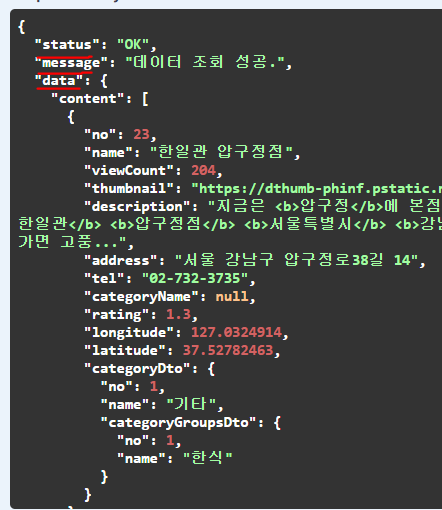 {
"status": "OK",
"message": "데이터 조회 성공.",
"data": {
"content": [
{
"no": 23,
"name": "한일관 압구정점",
"viewCount": 204,
"thumbnail": "https://dthumb-phinf.pstatic.n
"description": "지금은 <b>압구정</b>에 본점
한일관</b> <b>압구정점</b> <b>서울특별시</b> <b>강남
가면 고풍...",
"address": "서울 강남구 압구정로38길 14",
"tel": "02-732-3735",
"categoryName": null,
"rating": 1.3,
"longitude": 127.0324914,
"latitude": 37.52782463,
"categoryDto": {
"no": 1,
"name": "기타",
"categoryGroupsDto": {
"no": 1,
"name": "한식"
}
}